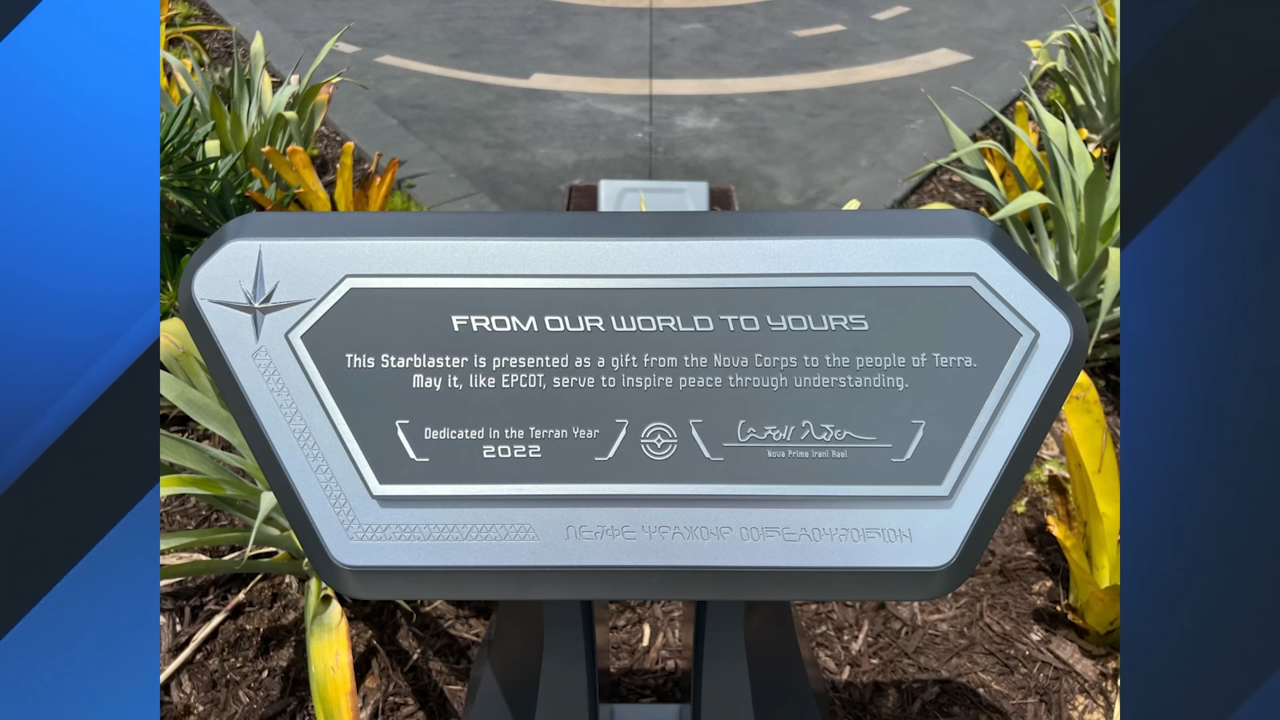 FROM OUR WORLD TO YOURS
This Starblaster is presented as a gift from the Nova Corps to the people of Terra.
May it, like EPCOT, serve to inspire peace through understanding.
Dedicated in the Terran Year
2022
Nova Prime Irani Rael